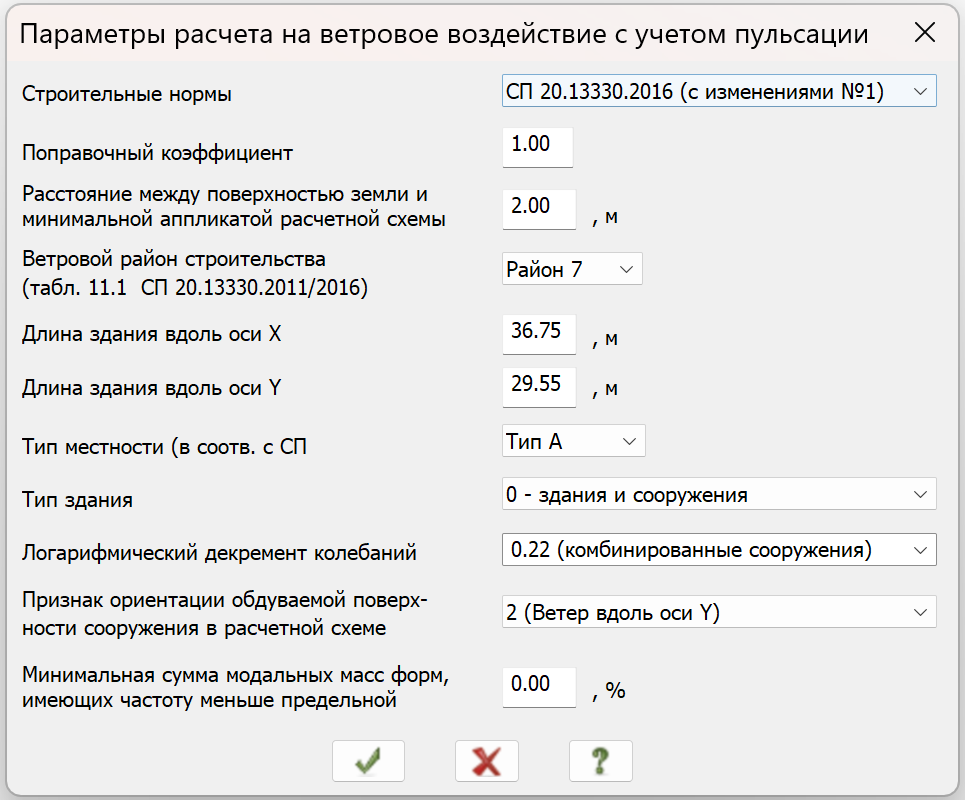 Параметры расчета на ветровое воздействие с учетом пульсации
Строительные нормы
СП 20.13330.2016 (с изменениями №1)
Поправочный коэффициент
1.00
Расстояние между поверхностью земли и
минимальной аппликатой расчетной схемы
2.00 , м
Ветровой район строительства
(табл. 11.1 СП 20.13330.2011/2016)
Район 7
Длина здания вдоль оси X
36.75 , м
Длина здания вдоль оси Y
29.55 , м
Тип местности (в соотв. с СП
Тип А
Тип здания
0 - здания и сооружения
Логарифмический декремент колебаний
0.22 (комбинированные сооружения)
Признак ориентации обдуваемой поверх-
ности сооружения в расчетной схеме
2 (Ветер вдоль оси Y)
Минимальная сумма модальных масс форм,
имеющих частоту меньше предельной
0.00 , %
?